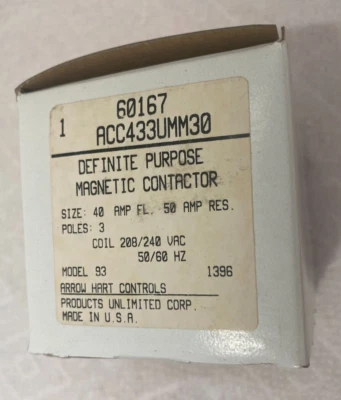 60167
1 ACC433UMM30
DEFINITE PURPOSE
MAGNETIC CONTACTOR
SIZE: 40 AMP FL. 50 AMP RES.
POLES: 3
COIL 208/240 VAC
50/60 HZ
MODEL 93 1396
ARROW HART CONTROLS
PRODUCTS UNLIMITED CORP.
MADE IN U.S.A.